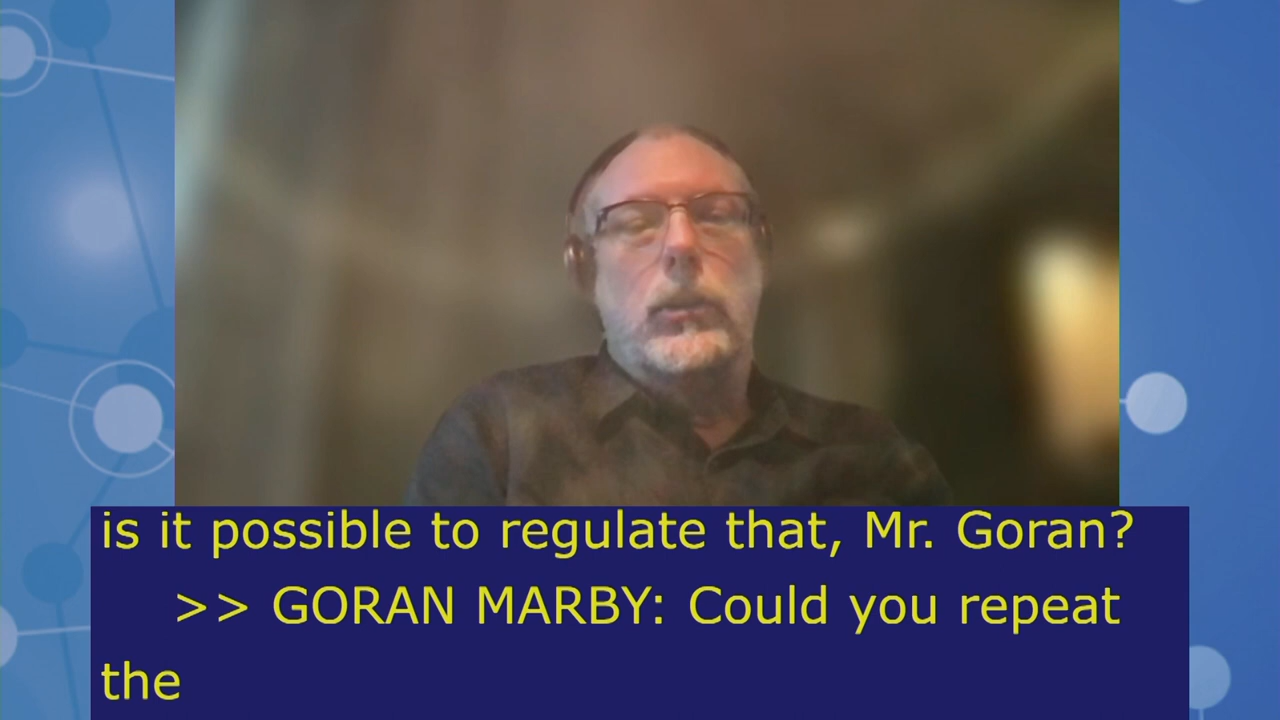 is it possible to regulate that, Mr. Goran?
>> GORAN MARBY: Could you repeat
the